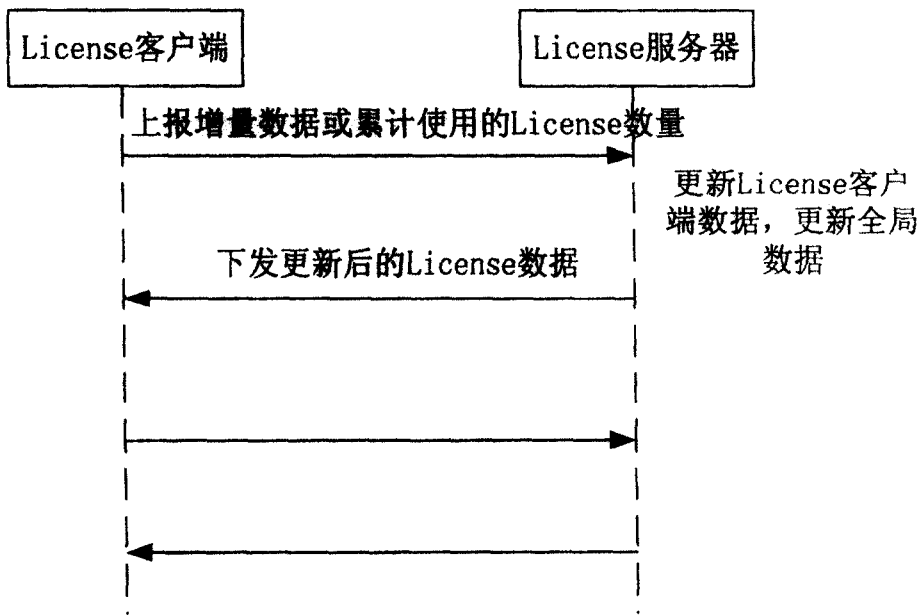 License客户端
License服务器
上报增量数据或累计使用的License数量
更新License客户
端数据，更新全局
数据
下发更新后的License数据